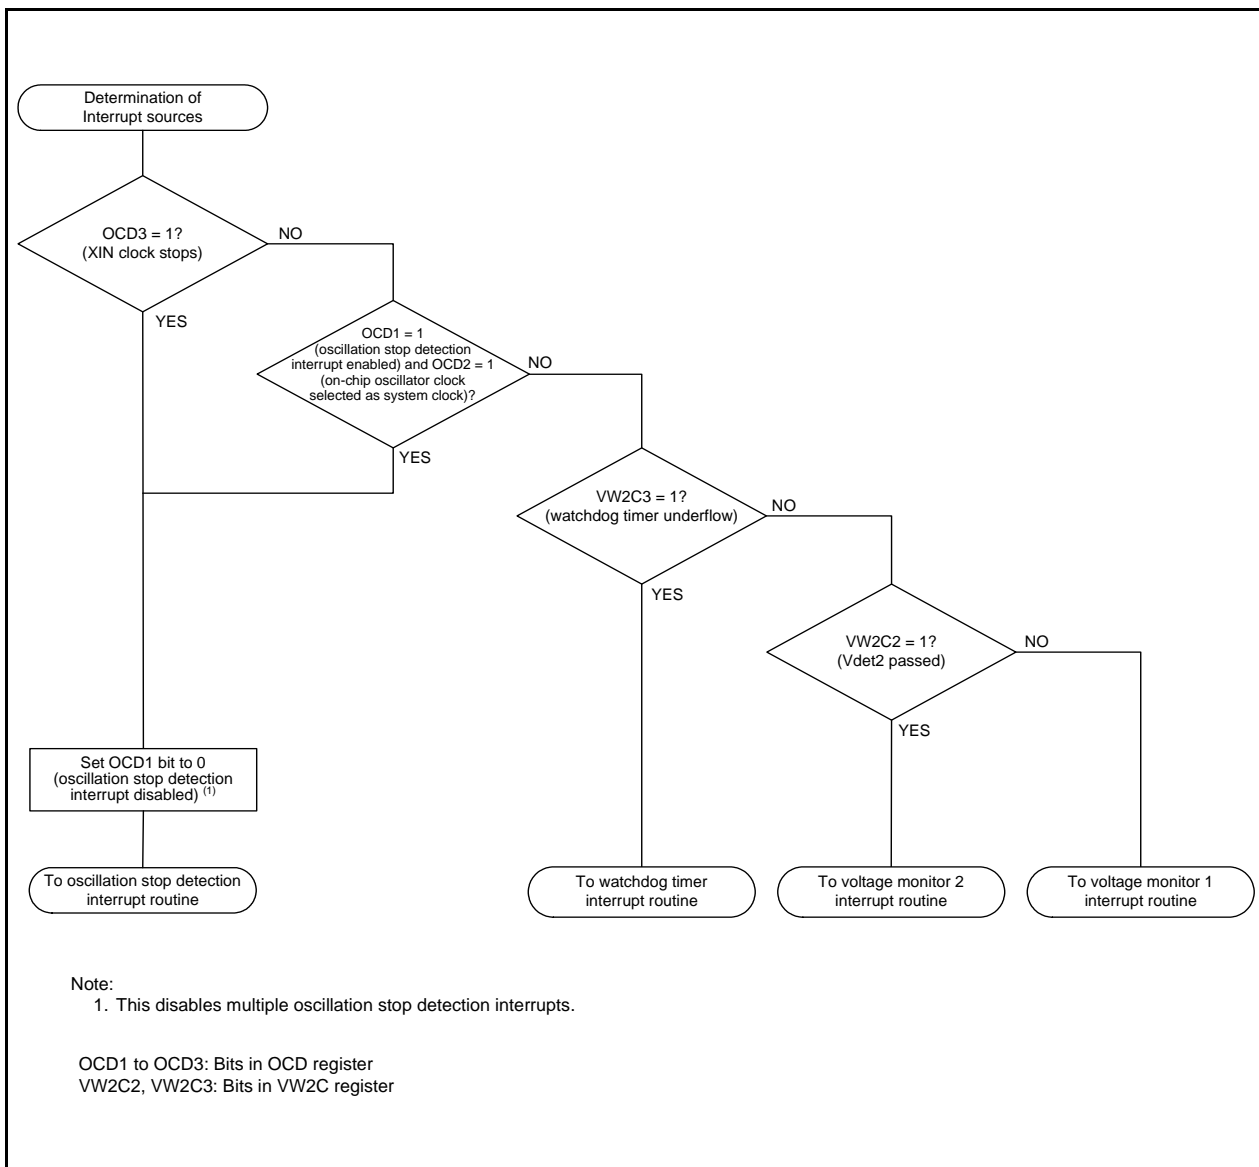 Determination of
Interrupt sources
OCD3 = 1?
(XIN clock stops)
NO
YES
OCD1 = 1
(oscillation stop detection
interrupt enabled) and OCD2 = 1
(on-chip oscillator clock
selected as system clock)?
NO
YES
VW2C3 = 1?
(watchdog timer underflow)
NO
YES
VW2C2 = 1?
(Vdet2 passed)
NO
YES
Set OCD1 bit to 0
(oscillation stop detection
interrupt disabled) (1)
To oscillation stop detection
interrupt routine
To watchdog timer
interrupt routine
To voltage monitor 2
interrupt routine
To voltage monitor 1
interrupt routine
Note:
1. This disables multiple oscillation stop detection interrupts.
OCD1 to OCD3: Bits in OCD register
VW2C2, VW2C3: Bits in VW2C register